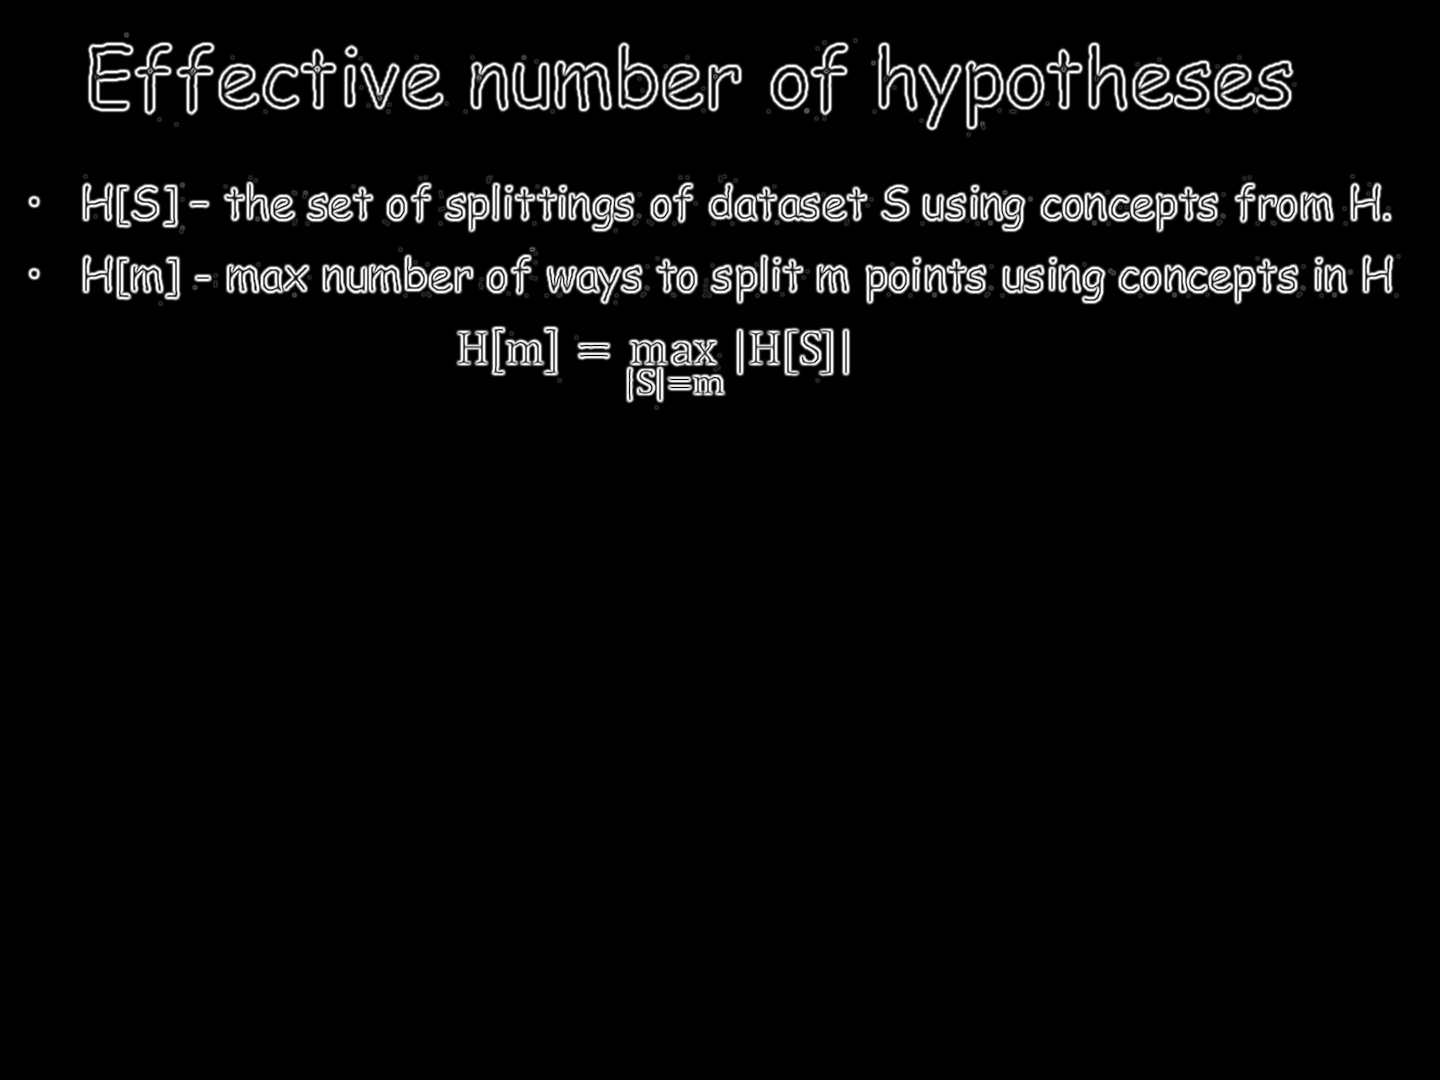 Effective number of hypotheses
• H[S] – the set of splittings of dataset S using concepts from H.
• H[m] - max number of ways to split m points using concepts in H
H[m] = max |H[S]|
|S|=m